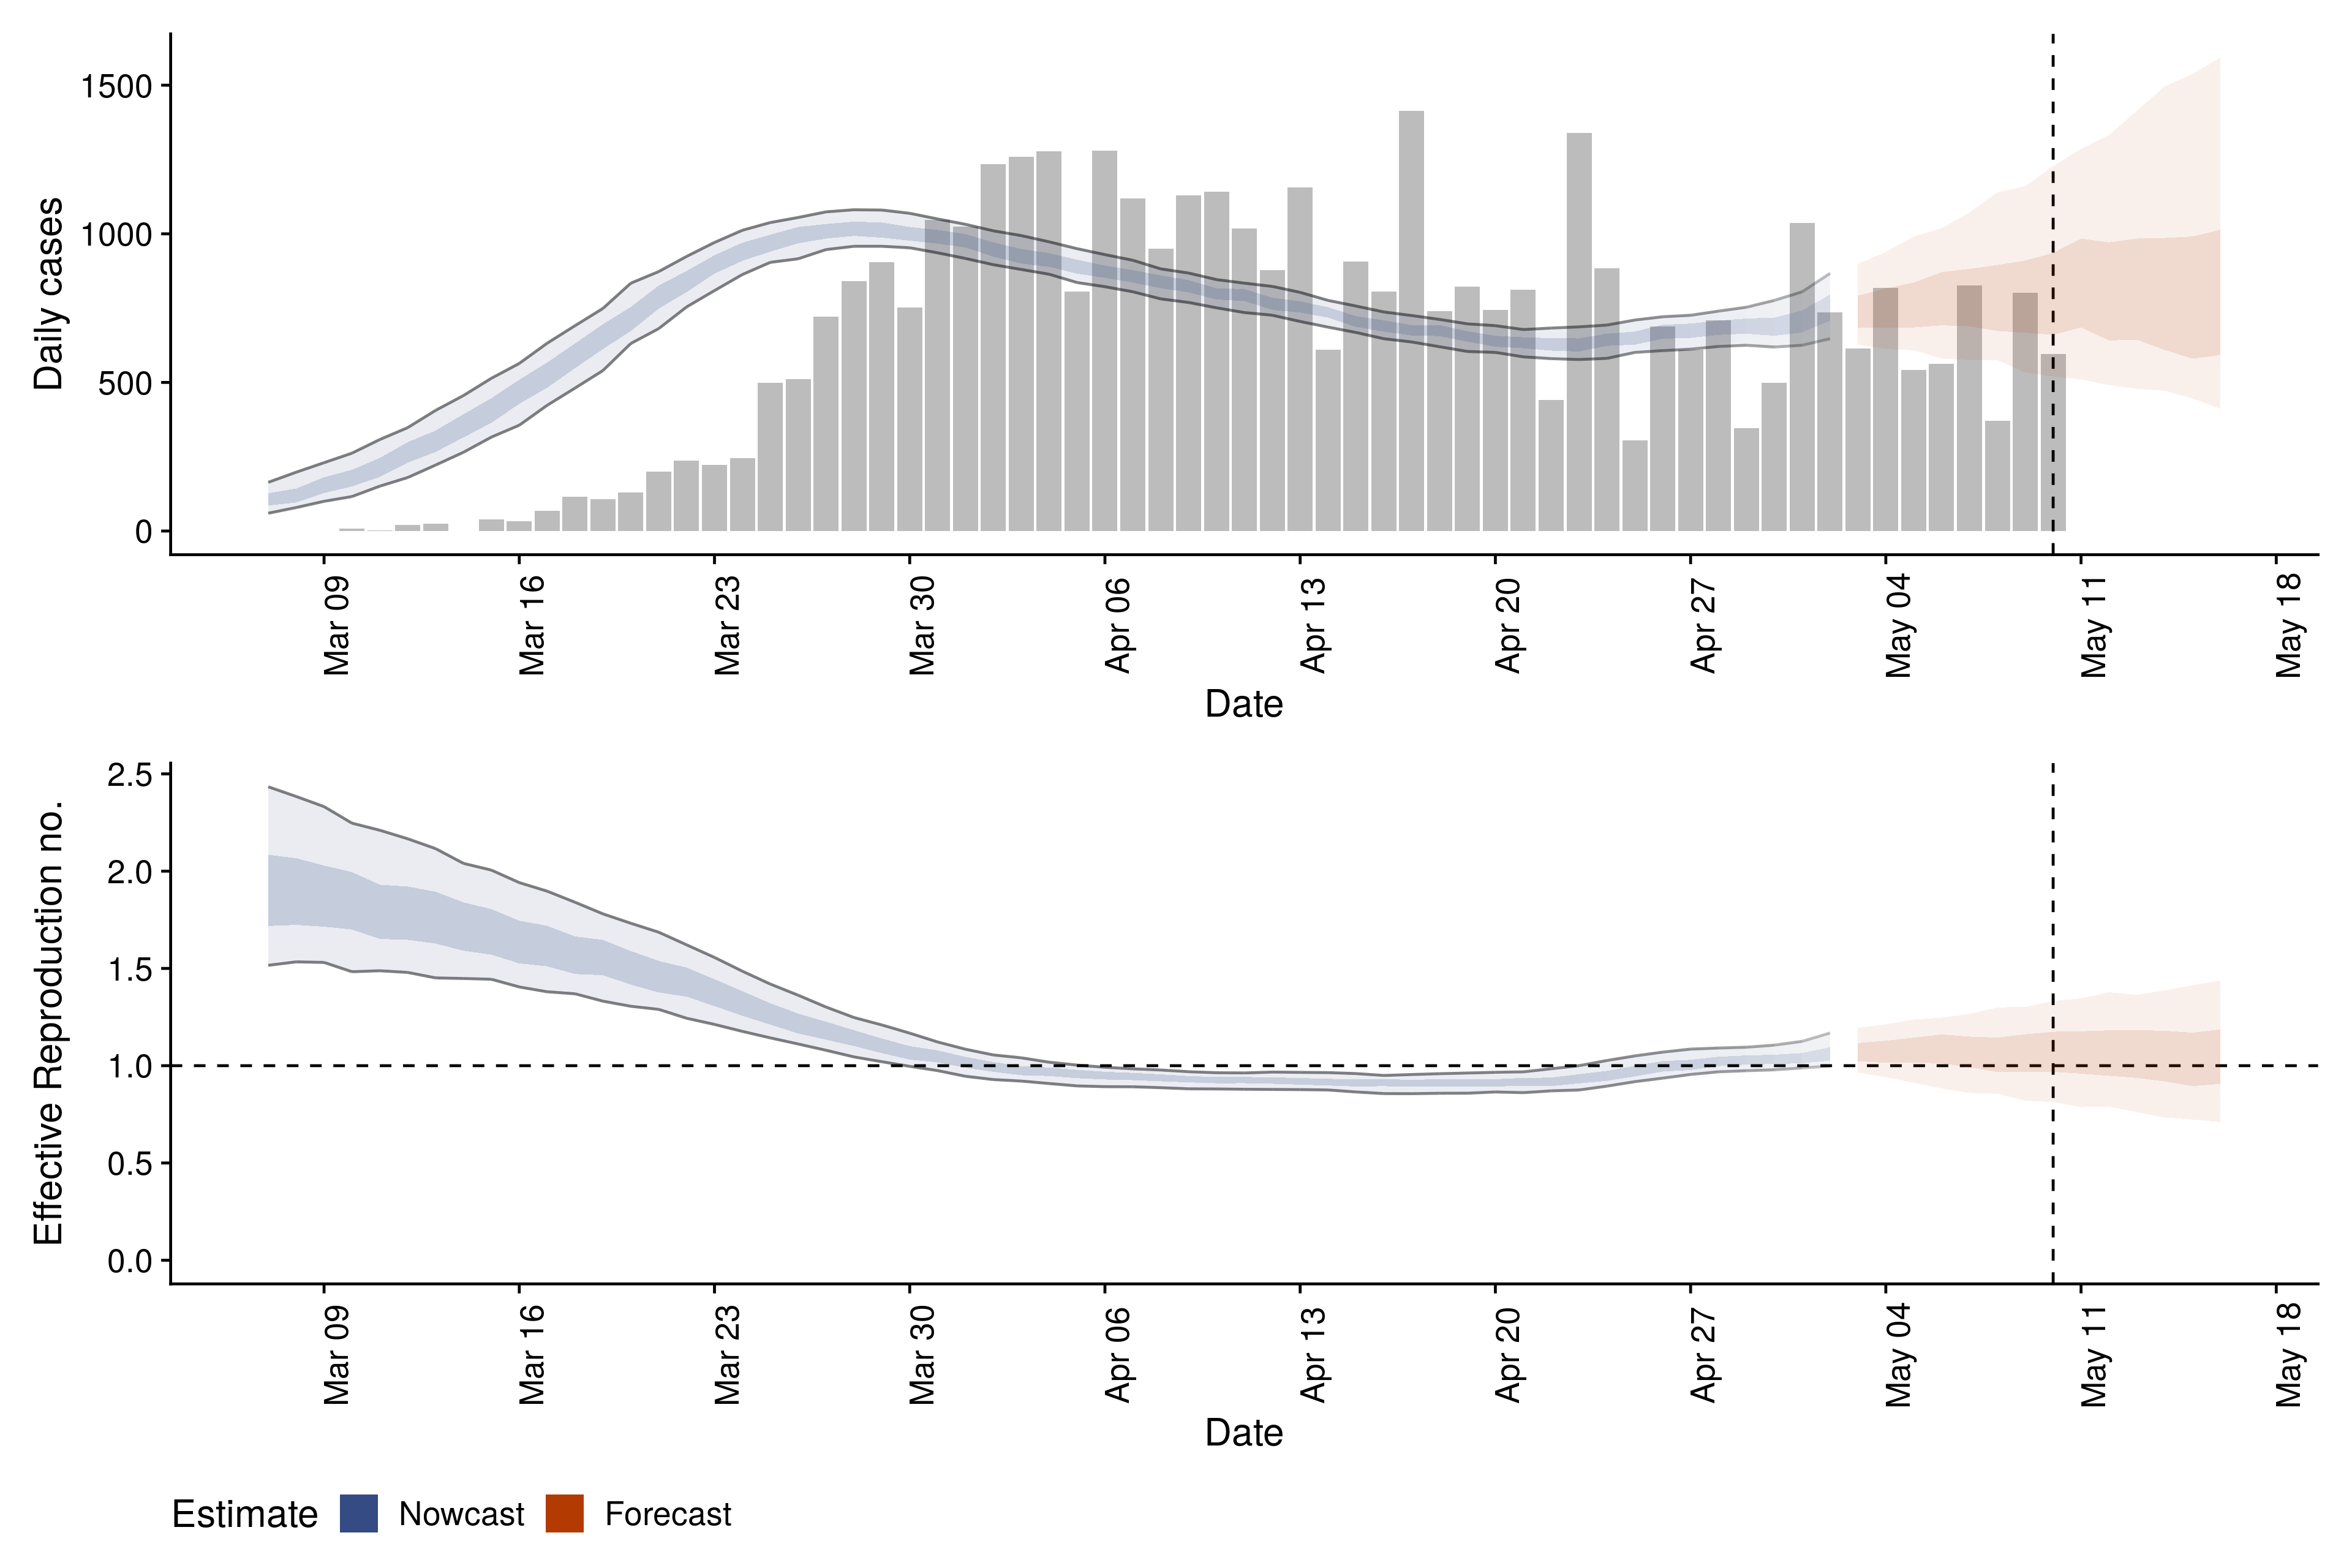 Daily cases
1500
1000
500
0
Mar 09
Mar 16
Mar 23
Mar 30
Apr 06
Apr 13
Apr 20
Apr 27
May 04
May 11
May 18
Date
Effective Reproduction no.
2.5
2.0
1.5
1.0
0.5
0.0
Mar 09
Mar 16
Mar 23
Mar 30
Apr 06
Apr 13
Apr 20
Apr 27
May 04
May 11
May 18
Date
Estimate Nowcast Forecast